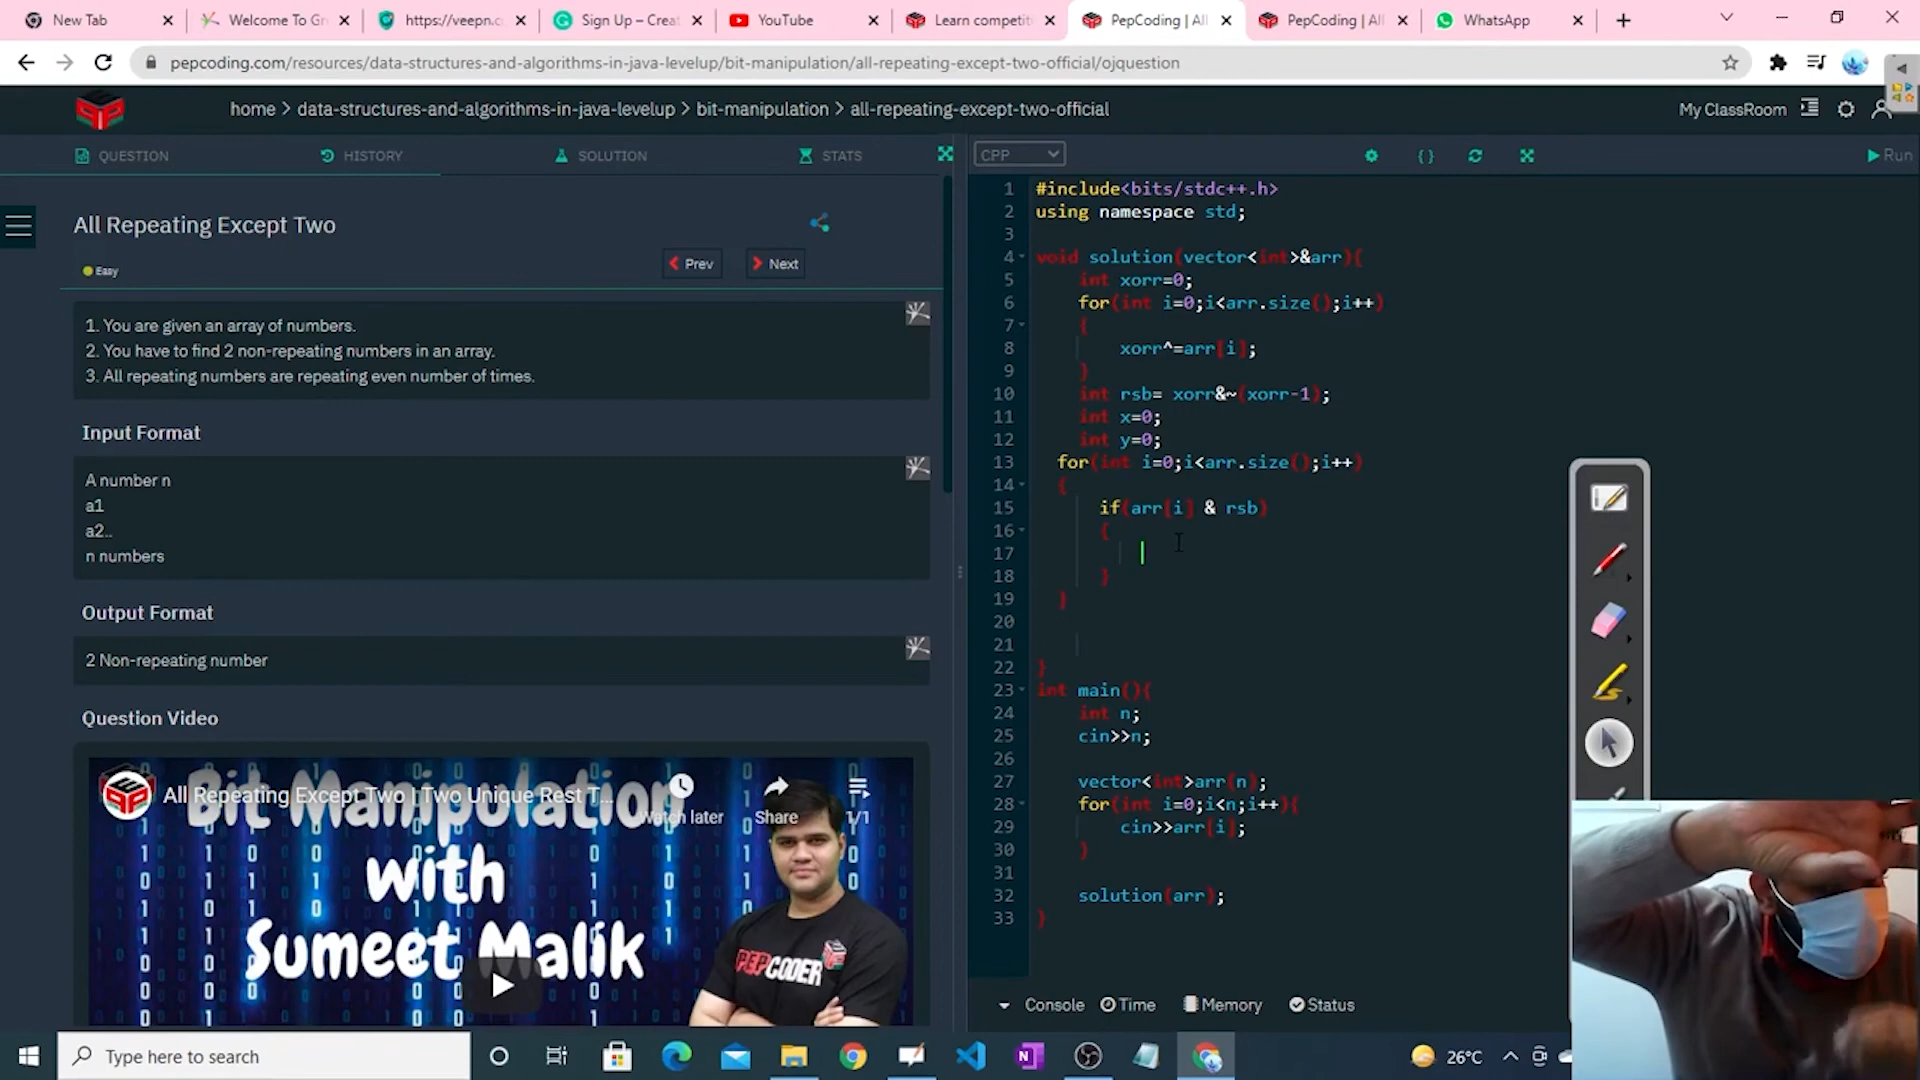 New Tab
Welcome To Gr
https://veepn.c
Sign Up – Crea
YouTube
Learn competiti
PepCoding | All
PepCoding | All
WhatsApp
pepcoding.com/resources/data-structures-and-algorithms-in-java-levelup/bit-manipulation/all-repeating-except-two-official/ojquestion
home > data-structures-and-algorithms-in-java-levelup > bit-manipulation > all-repeating-except-two-official
My ClassRoom
QUESTION
HISTORY
SOLUTION
STATS
All Repeating Except Two
Prev
Next
Easy
1. You are given an array of numbers.
2. You have to find 2 non-repeating numbers in an array.
3. All repeating numbers are repeating even number of times.
Input Format
A number n
a1
a2..
n numbers
Output Format
2 Non-repeating number
Question Video
All Repeating Except Two | Two Unique Rest T...
Watch later
Share
1/1
Bit Manipulation
with
Sumeet Malik
PEPCODER
CPP
{ }
Run
1 #include<bits/stdc++.h>
2 using namespace std;
3
4 void solution(vector<int>&arr){
5 int xorr=0;
6 for(int i=0;i<arr.size();i++)
7 {
8 xorr^=arr[i];
9 }
10 int rsb= xorr&~(xorr-1);
11 int x=0;
12 int y=0;
13 for(int i=0;i<arr.size();i++)
14 {
15 if(arr[i] & rsb)
16 {
17
18 }
19 }
20
21
22 }
23 int main(){
24 int n;
25 cin>>n;
26
27 vector<int>arr(n);
28 for(int i=0;i<n;i++){
29 cin>>arr[i];
30 }
31
32 solution(arr);
33 }
Console
Time
Memory
Status
Type here to search
26°C